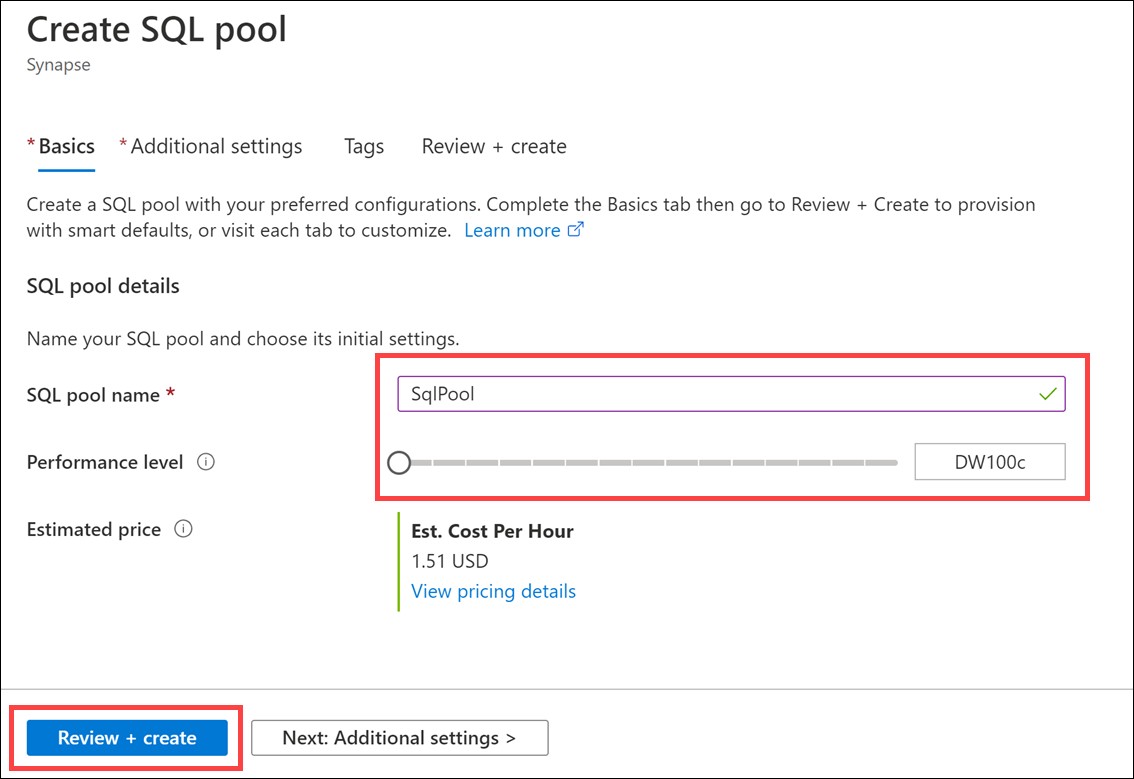 Create SQL pool
Synapse
* Basics * Additional settings Tags Review + create
Create a SQL pool with your preferred configurations. Complete the Basics tab then go to Review + Create to provision
with smart defaults, or visit each tab to customize. Learn more
SQL pool details
Name your SQL pool and choose its initial settings.
SQL pool name * SqlPool
Performance level DW100c
Estimated price Est. Cost Per Hour
1.51 USD
View pricing details
Review + create Next: Additional settings >